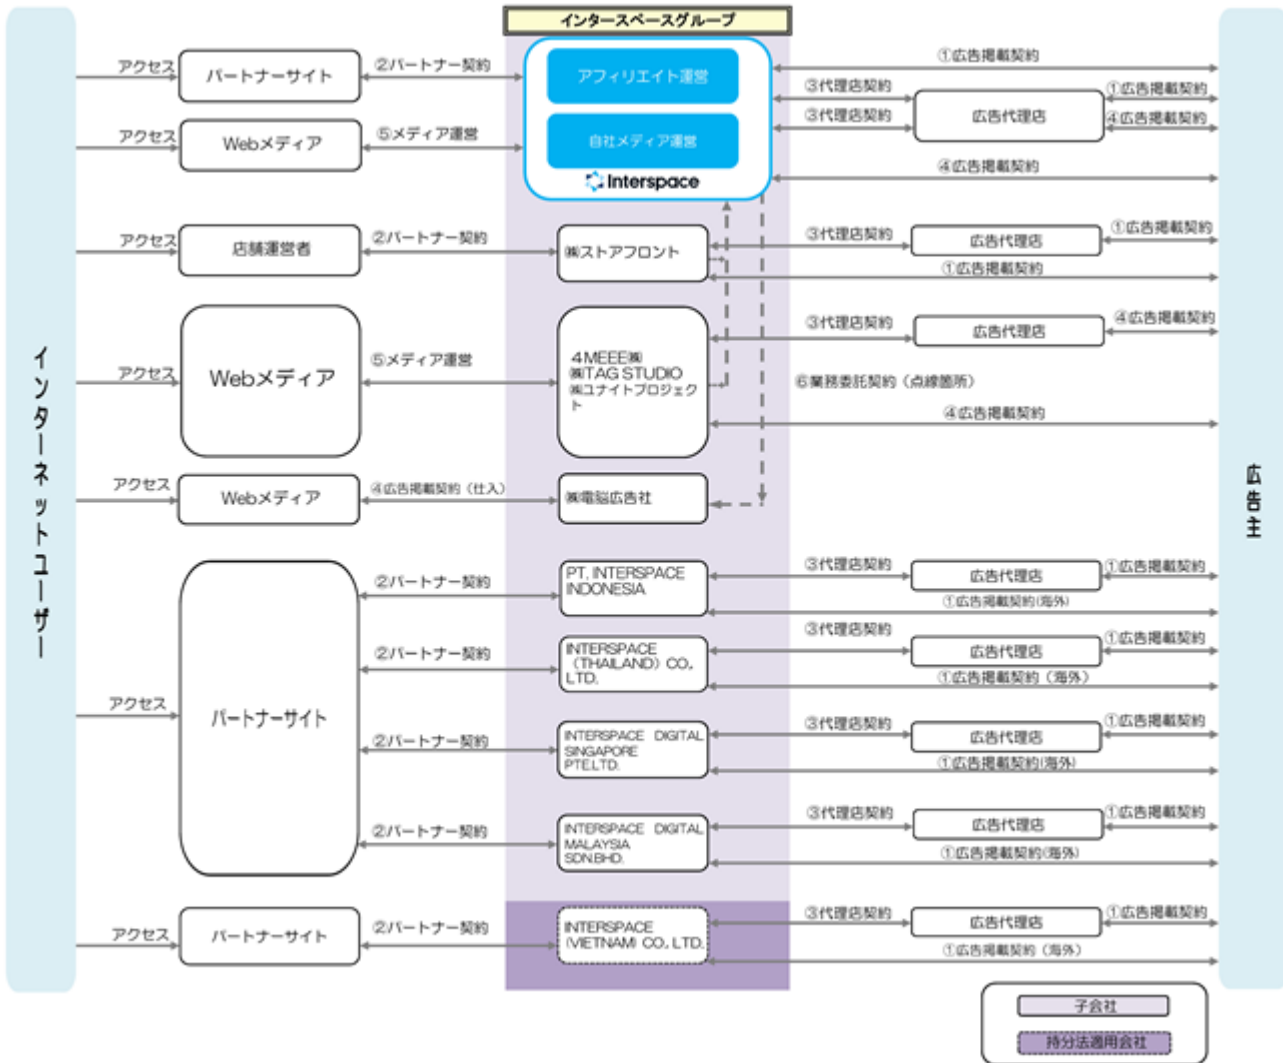 インタースペースグループ
インターネットユーザー
広告主
アクセス
パートナーサイト
②パートナー契約
アフィリエイト運営
①広告掲載契約
③代理店契約
①広告掲載契約
広告代理店
③代理店契約
④広告掲載契約
アクセス
Webメディア
⑤メディア運営
自社メディア運営
Interspace
④広告掲載契約
アクセス
店舗運営者
②パートナー契約
㈱ストアフロント
③代理店契約
広告代理店
①広告掲載契約
①広告掲載契約
アクセス
Webメディア
⑤メディア運営
4MEEE㈱
㈱TAG STUDIO
㈱ユナイトプロジェク
ト
③代理店契約
広告代理店
④広告掲載契約
⑥業務委託契約（点線箇所）
④広告掲載契約
アクセス
Webメディア
④広告掲載契約（仕入）
㈱電脳広告社
アクセス
パートナーサイト
②パートナー契約
PT. INTERSPACE
INDONESIA
③代理店契約
広告代理店
①広告掲載契約
①広告掲載契約(海外)
②パートナー契約
INTERSPACE
（THAILAND）CO.,
LTD.
③代理店契約
広告代理店
①広告掲載契約
①広告掲載契約（海外）
②パートナー契約
INTERSPACE DIGITAL
SINGAPORE
PTE.LTD.
③代理店契約
広告代理店
①広告掲載契約
①広告掲載契約(海外)
②パートナー契約
INTERSPACE DIGITAL
MALAYSIA
SDN.BHD.
③代理店契約
広告代理店
①広告掲載契約
①広告掲載契約(海外)
アクセス
パートナーサイト
②パートナー契約
INTERSPACE
(VIETNAM) CO., LTD.
③代理店契約
広告代理店
①広告掲載契約
①広告掲載契約（海外）
子会社
持分法適用会社